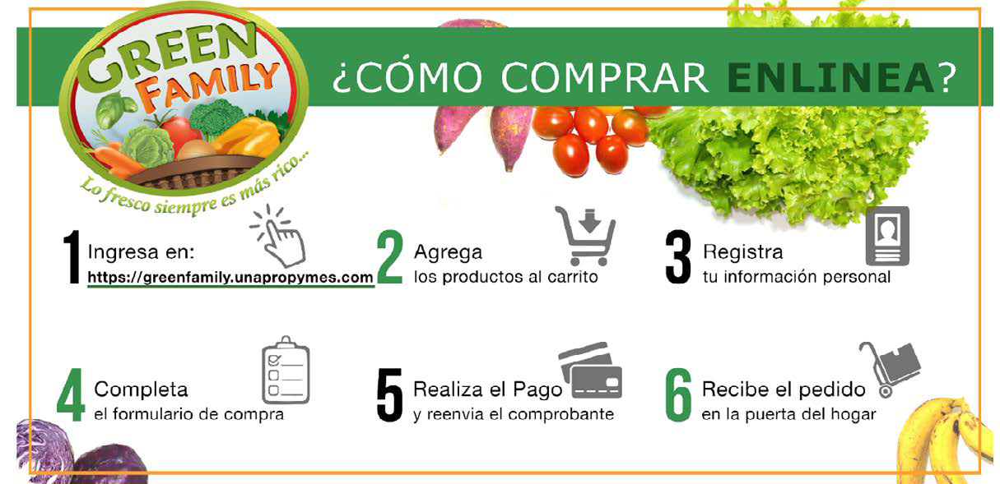 GREEN
FAMILY
Lo fresco siempre es más rico...
¿CÓMO COMPRAR ENLINEA?
1 Ingresa en:
https://greenfamily.unapropymes.com
2 Agrega
los productos al carrito
3 Registra
tu información personal
4 Completa
el formulario de compra
5 Realiza el Pago
y reenvia el comprobante
6 Recibe el pedido
en la puerta del hogar